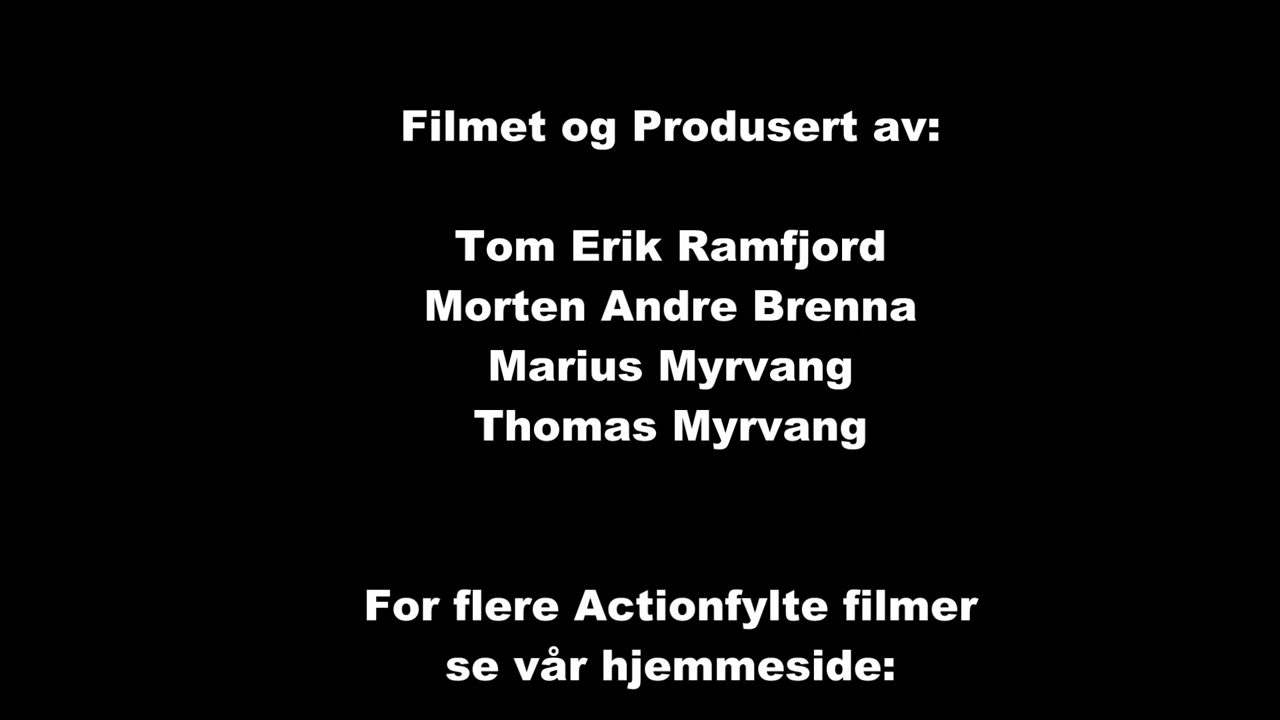 Filmet og Produsert av:
Tom Erik Ramfjord
Morten Andre Brenna
Marius Myrvang
Thomas Myrvang
For flere Actionfylte filmer
se vår hjemmeside: